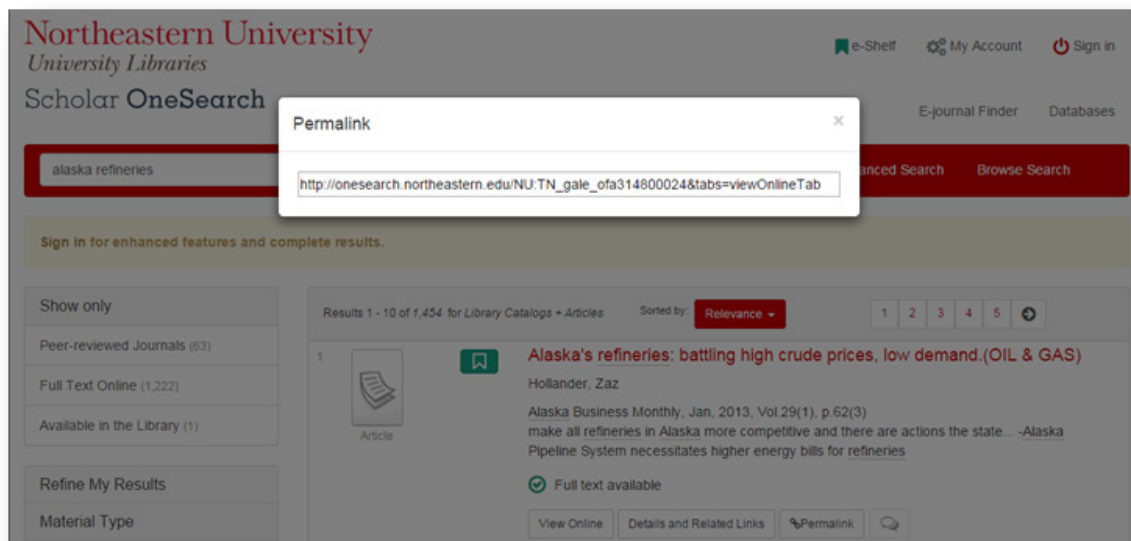 Northeastern University
University Libraries
Scholar OneSearch
e-Shelf My Account Sign in
E-journal Finder Databases
Permalink ×
http://onesearch.northeastern.edu/NU:TN_gale_ofa314800024&tabs=viewOnlineTab
alaska refineries
anced Search Browse Search
Sign in for enhanced features and complete results.
Show only
Peer-reviewed Journals (63)
Full Text Online (1,222)
Available in the Library (1)
Refine My Results
Material Type
Results 1 - 10 of 1,454 for Library Catalogs + Articles Sorted by: Relevance 1 2 3 4 5
1
Article
Alaska's refineries: battling high crude prices, low demand.(OIL & GAS)
Hollander, Zaz
Alaska Business Monthly, Jan, 2013, Vol.29(1), p.62(3)
make all refineries in Alaska more competitive and there are actions the state... -Alaska
Pipeline System necessitates higher energy bills for refineries
Full text available
View Online Details and Related Links Permalink